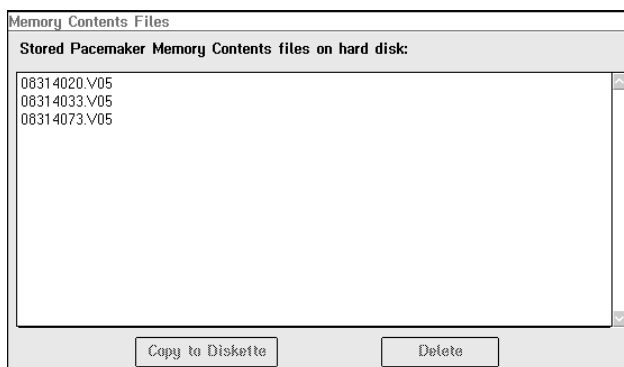 Memory Contents Files
Stored Pacemaker Memory Contents files on hard disk:
08314020.V05
08314033.V05
08314073.V05
Copy to Diskette
Delete